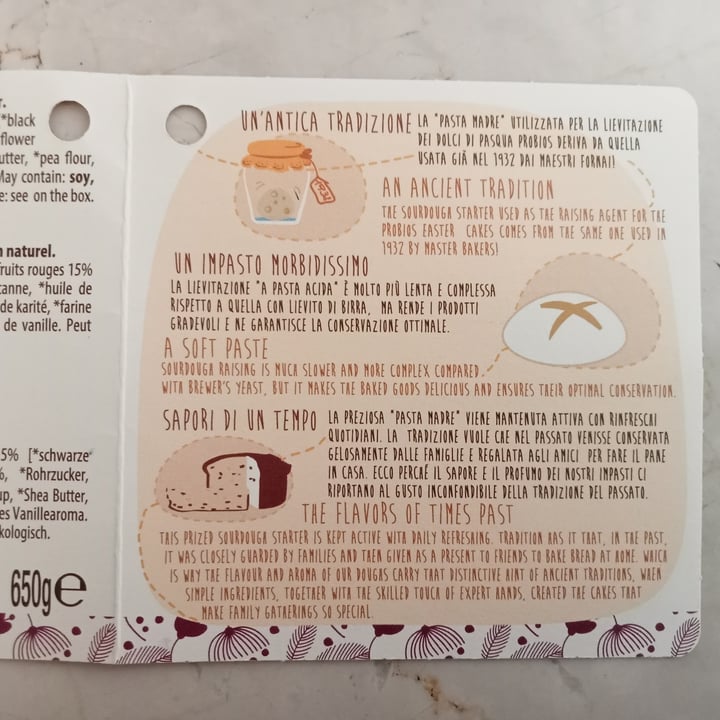 r.
*black
flower
utter, *pea flour,
May contain: soy,
e: see on the box.
n naturel.
fruits rouges 15%
canne, *huile de
de karité, *farine
de vanille. Peut
5% [*schwarze
%, *Rohrzucker,
up, *Shea Butter,
es Vanillearoma.
kologisch.
650g e
UN'ANTICA TRADIZIONE LA "PASTA MADRE" UTILIZZATA PER LA LIEVITAZIONE
DEI DOLCI DI PASQUA PROBIOS DERIVA DA QUELLA
USATA GIÀ NEL 1932 DAI MAESTRI FORNAI!
1932
AN ANCIENT TRADITION
THE SOURDOUGH STARTER USED AS THE RAISING AGENT FOR THE
PROBIOS EASTER CAKES COMES FROM THE SAME ONE USED IN
1932 BY MASTER BAKERS!
UN IMPASTO MORBIDISSIMO
LA LIEVITAZIONE "A PASTA ACIDA" È MOLTO PIÙ LENTA E COMPLESSA
RISPETTO A QUELLA CON LIEVITO DI BIRRA, MA RENDE I PRODOTTI
GRADEVOLI E NE GARANTISCE LA CONSERVAZIONE OTTIMALE.
A SOFT PASTE
SOURDOUGH RAISING IS MUCH SLOWER AND MORE COMPLEX COMPARED
WITH BREWER'S YEAST, BUT IT MAKES THE BAKED GOODS DELICIOUS AND ENSURES THEIR OPTIMAL CONSERVATION.
SAPORI DI UN TEMPO LA PREZIOSA "PASTA MADRE" VIENE MANTENUTA ATTIVA CON RINFRESCHI
QUOTIDIANI. LA TRADIZIONE VUOLE CHE NEL PASSATO VENISSE CONSERVATA
GELOSAMENTE DALLE FAMIGLIE E REGALATA AGLI AMICI PER FARE IL PANE
IN CASA. ECCO PERCHÉ IL SAPORE E IL PROFUMO DEI NOSTRI IMPASTI CI
RIPORTANO AL GUSTO INCONFONDIBILE DELLA TRADIZIONE DEL PASSATO.
THE FLAVORS OF TIMES PAST
THIS PRIZED SOURDOUGH STARTER IS KEPT ACTIVE WITH DAILY REFRESHING. TRADITION HAS IT THAT, IN THE PAST,
IT WAS CLOSELY GUARDED BY FAMILIES AND THEN GIVEN AS A PRESENT TO FRIENDS TO BAKE BREAD AT HOME. WHICH
IS WHY THE FLAVOUR AND AROMA OF OUR DOUGHS CARRY THAT DISTINCTIVE HINT OF ANCIENT TRADITIONS, WHEN
SIMPLE INGREDIENTS, TOGETHER WITH THE SKILLED TOUCH OF EXPERT HANDS, CREATED THE CAKES THAT
MAKE FAMILY GATHERINGS SO SPECIAL.